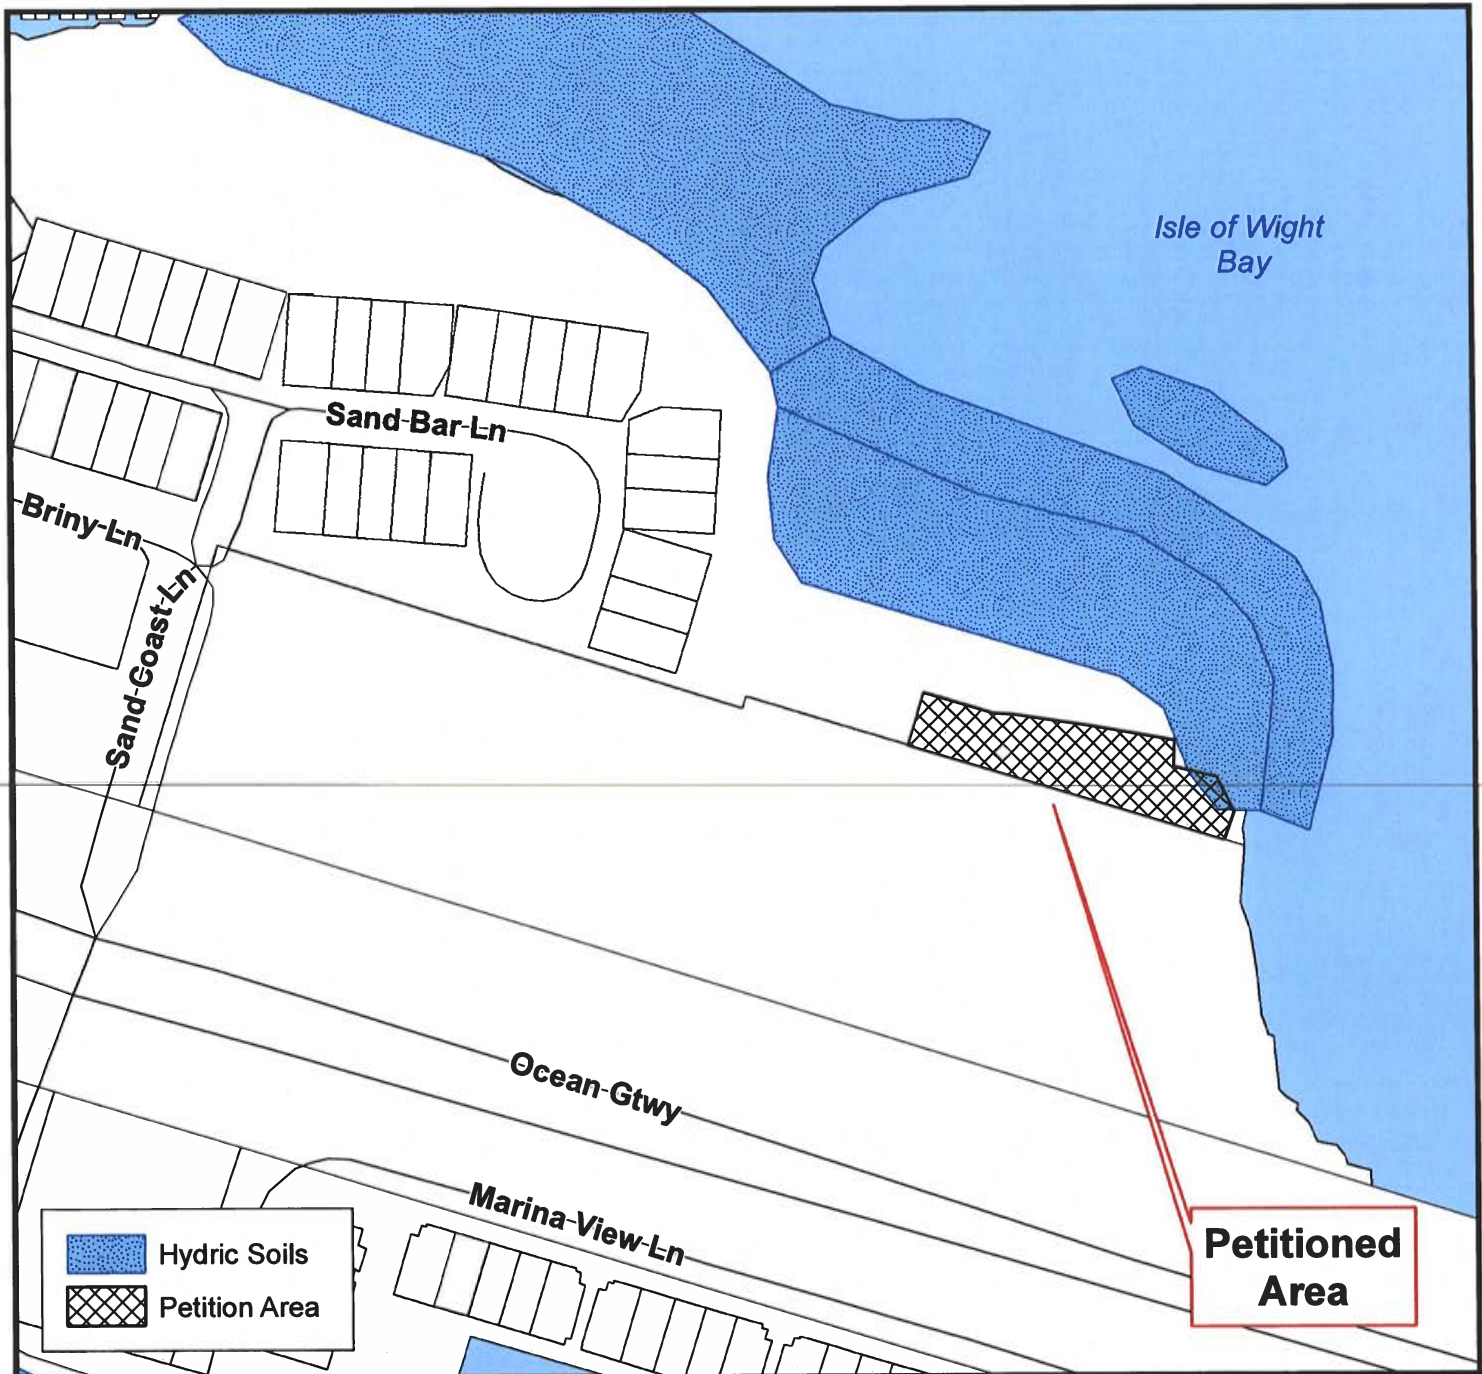 Isle of Wight
Bay
Sand Bar Ln
Briny Ln
Sand Coast Ln
Ocean Gtwy
Marina View Ln
Hydric Soils
Petition Area
Petitioned
Area